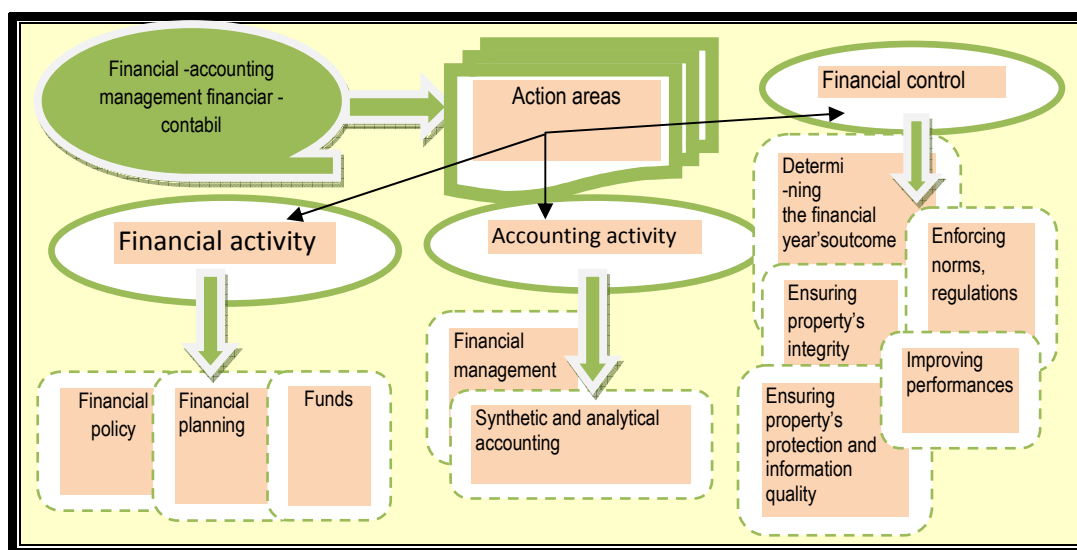 Financial -accounting
management financiar -
contabil
Action areas
Financial control
Financial activity
Accounting activity
Determi
-ning
the financial
year'soutcome
Enforcing
norms,
regulations
Ensuring
property's
integrity
Improving
performances
Ensuring
property's
protection and
information
quality
Financial
management
Synthetic and analytical
accounting
Financial
policy
Financial
planning
Funds